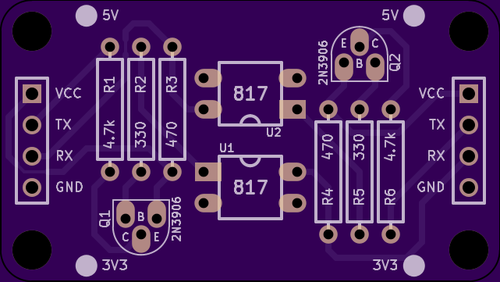 5V
5V
VCC
TX
RX
GND
R1
4.7k
R2
330
R3
470
817
U2
U1
817
2N3906
E
C
B
Q2
Q1
B
C
E
2N3906
470
R4
330
R5
4.7k
R6
VCC
TX
RX
GND
3V3
3V3